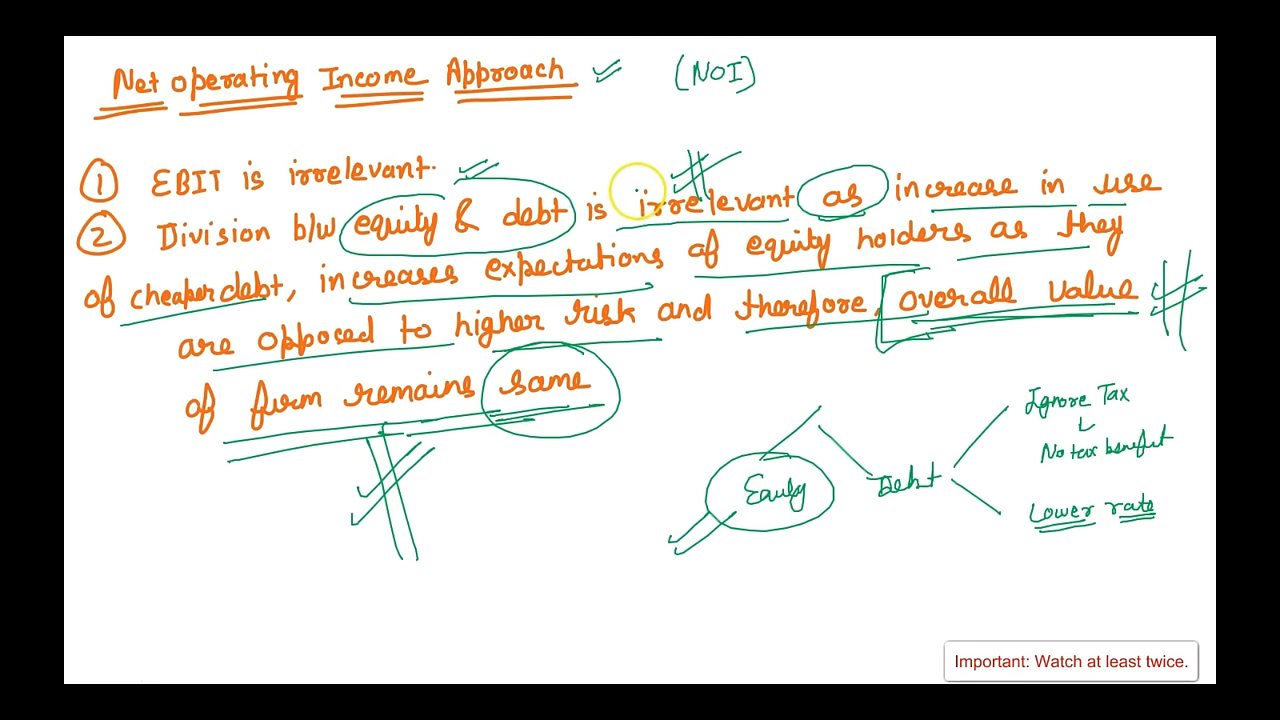 Net operating Income Approach (NOI)
① EBIT is irrelevant.
② Division b/w equity & debt is irrelevant as increase in use
of cheaper debt, increases expectations of equity holders as they
are opposed to higher risk and therefore, overall value
of firm remains same
Ignore Tax
No tax benefit
Equity Debt
Lower rate
Important: Watch at least twice.